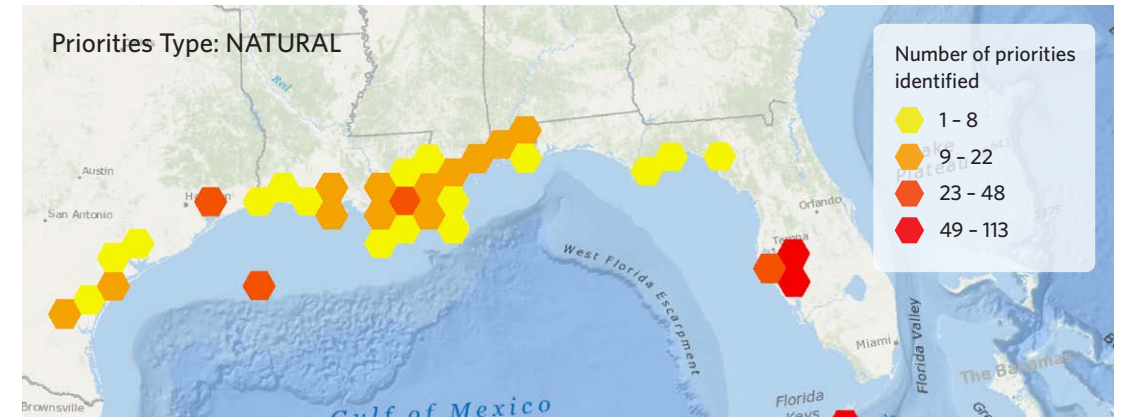 Priorities Type: NATURAL
Number of priorities
identified
1 – 8
9 – 22
23 – 48
49 – 113
Red
Austin
San Antonio
Brownsville
Orlando
Tampa
Miami
West Florida Escarpment
Florida Valley
The Bahamas
Florida
Keys
Gulf of Mexico